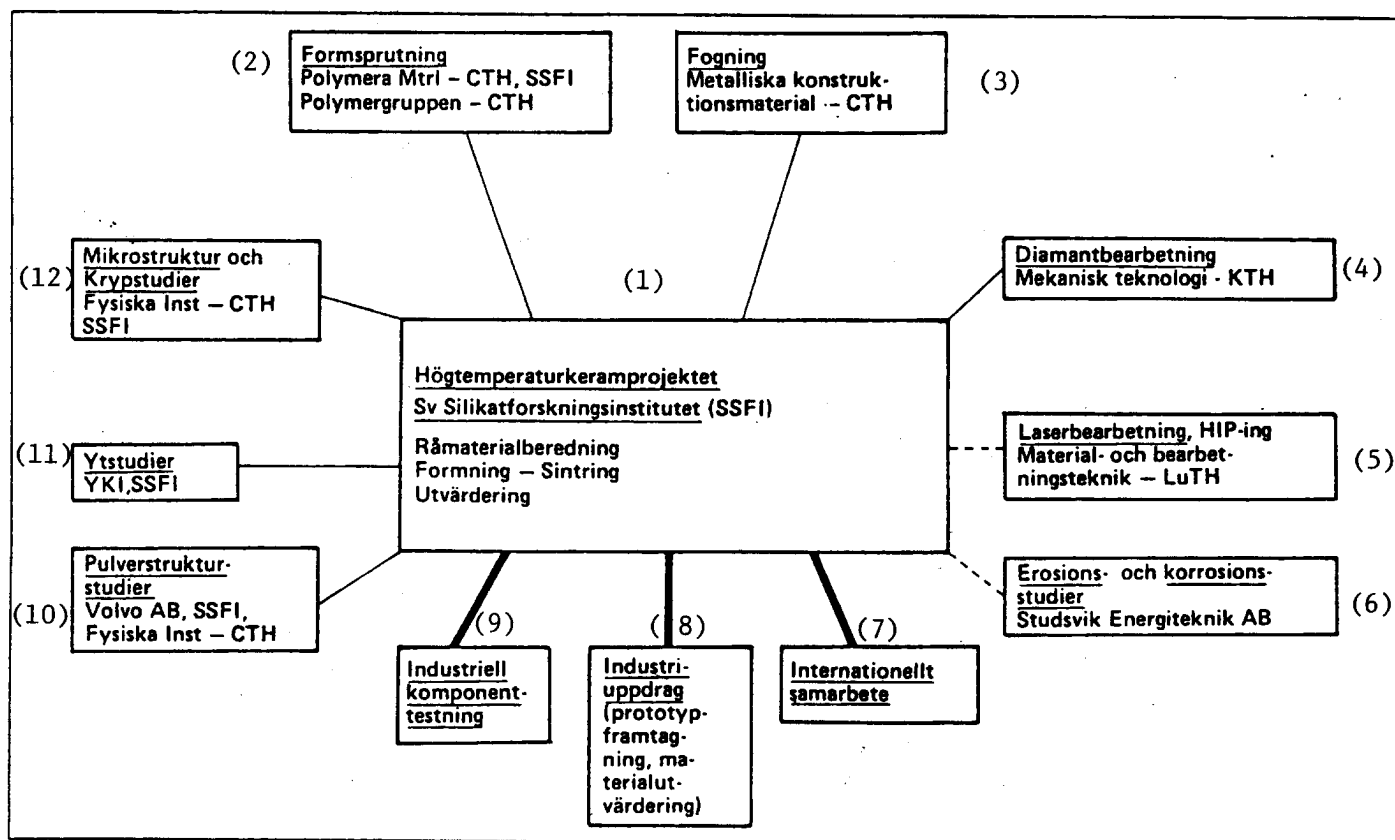 (2)
Formsprutning
Polymera Mtrl – CTH, SSFI
Polymergruppen – CTH
Fogning
Metalliska konstruk-
tionsmaterial – CTH
(3)
(12)
Mikrostruktur och
Krypstudier
Fysiska Inst – CTH
SSFI
(1)
Diamantbearbetning
Mekanisk teknologi - KTH
(4)
Högtemperaturkeramprojektet
Sv Silikatforskningsinstitutet (SSFI)
Råmaterialberedning
Formning – Sintring
Utvärdering
(11)
Ytstudier
YKI,SSFI
Laserbearbetning, HIP-ing
Material- och bearbet-
ningsteknik – LuTH
(5)
(10)
Pulverstruktur-
studier
Volvo AB, SSFI,
Fysiska Inst – CTH
Erosions- och korrosions-
studier
Studsvik Energiteknik AB
(6)
(9)
Industriell
komponent-
testning
(8)
Industri-
uppdrag
(prototyp-
framtag-
ning, ma-
terialut-
värdering)
(7)
Internationellt
samarbete